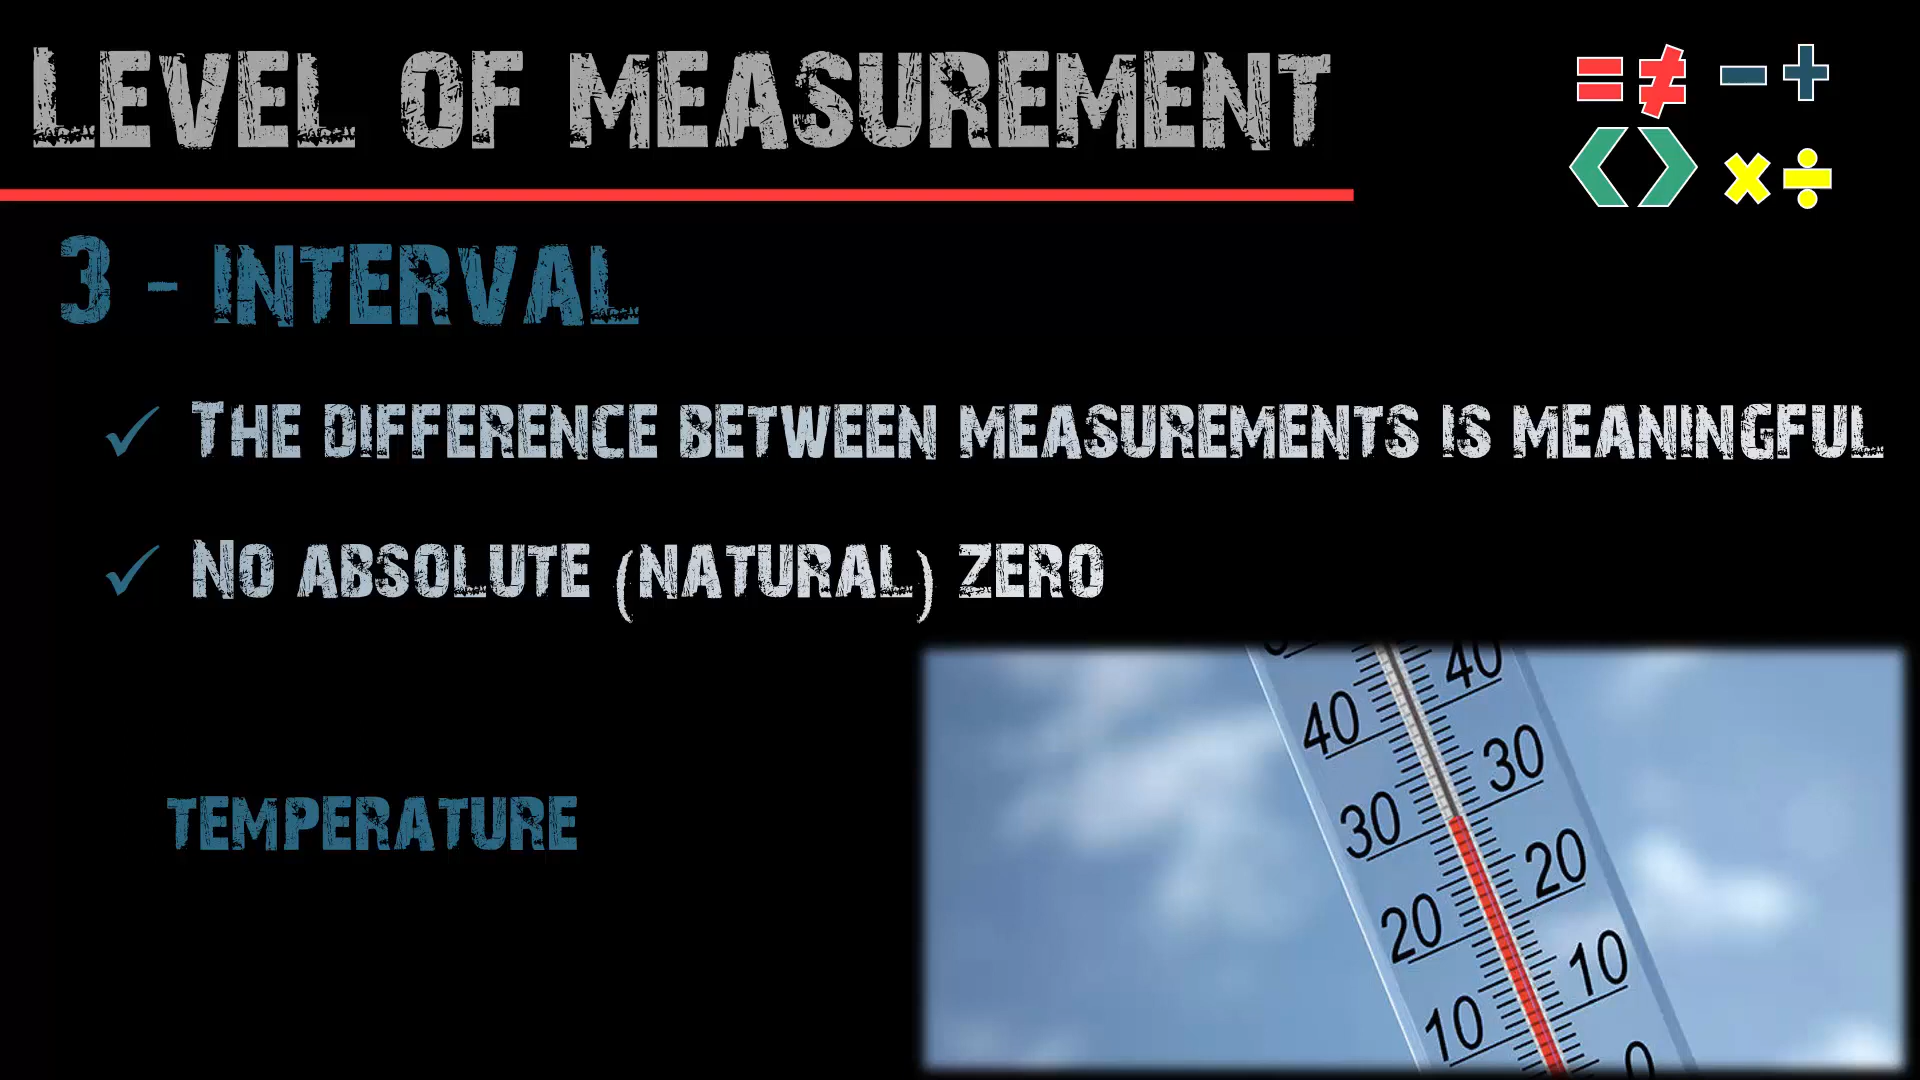 LEVEL OF MEASUREMENT
= ≠ - +
< > × ÷
3 - INTERVAL
✓ THE DIFFERENCE BETWEEN MEASUREMENTS IS MEANINGFUL
✓ NO ABSOLUTE (NATURAL) ZERO
TEMPERATURE
40
40
30
30
20
20
10
10
0